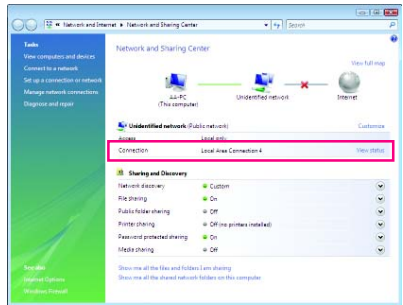 « Network and Internet ▸ Network and Sharing Center
Search
Tasks
View computers and devices
Connect to a network
Set up a connection or network
Manage network connections
Diagnose and repair
Network and Sharing Center
View full map
AA-PC
(This computer)
Unidentified network
Internet
Unidentified network (Public network)
Customize
Access
Local only
Connection
Local Area Connection 4
View status
Sharing and Discovery
Network discovery
Custom
File sharing
On
Public folder sharing
Off
Printer sharing
Off (no printers installed)
Password protected sharing
On
Media sharing
Off
Show me all the files and folders I am sharing
Show me all the shared network folders on this computer
See also
Internet Options
Windows Firewall